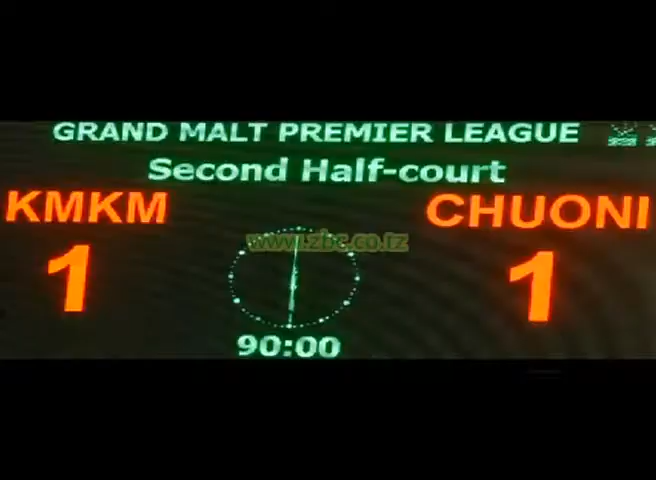 GRAND MALT PREMIER LEAGUE
Second Half-court
KMKM CHUONI
www.zbc.co.tz
1 1
90:00